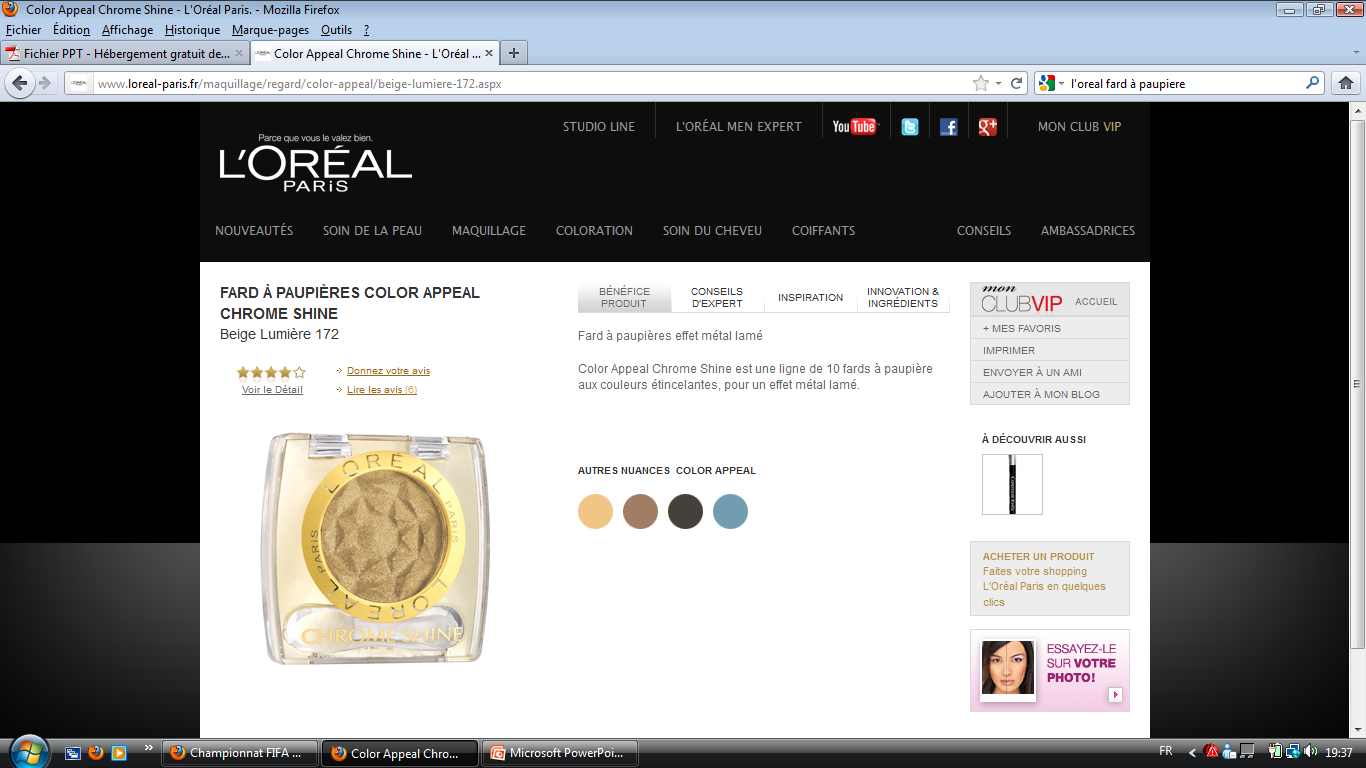 Color Appeal Chrome Shine - L'Oréal Paris. - Mozilla Firefox
Fichier Édition Affichage Historique Marque-pages Outils ?
Fichier PPT - Hébergement gratuit de... Color Appeal Chrome Shine - L'Oréal ...
www.loreal-paris.fr/maquillage/regard/color-appeal/beige-lumiere-172.aspx
l'oreal fard à paupiere
STUDIO LINE L'ORÉAL MEN EXPERT YouTube MON CLUB VIP
Parce que vous le valez bien.
L'ORÉAL
PARIS
NOUVEAUTÉS SOIN DE LA PEAU MAQUILLAGE COLORATION SOIN DU CHEVEU COIFFANTS CONSEILS AMBASSADRICES
FARD À PAUPIÈRES COLOR APPEAL
CHROME SHINE
Beige Lumière 172
Voir le Détail
Donnez votre avis
Lire les avis (6)
L'ORÉAL PARIS
L'ORÉAL PARIS
CHROME SHINE
BÉNÉFICE
PRODUIT
CONSEILS
D'EXPERT
INSPIRATION
INNOVATION &
INGRÉDIENTS
Fard à paupières effet métal lamé
Color Appeal Chrome Shine est une ligne de 10 fards à paupière
aux couleurs étincelantes, pour un effet métal lamé.
AUTRES NUANCES COLOR APPEAL
mon
CLUBVIP ACCUEIL
+ MES FAVORIS
IMPRIMER
ENVOYER À UN AMI
AJOUTER À MON BLOG
À DÉCOUVRIR AUSSI
ACHETER UN PRODUIT
Faites votre shopping
L'Oréal Paris en quelques
clics
ESSAYEZ-LE
SUR VOTRE
PHOTO!
Championnat FIFA ... Color Appeal Chro... Microsoft PowerPoi... FR 19:37